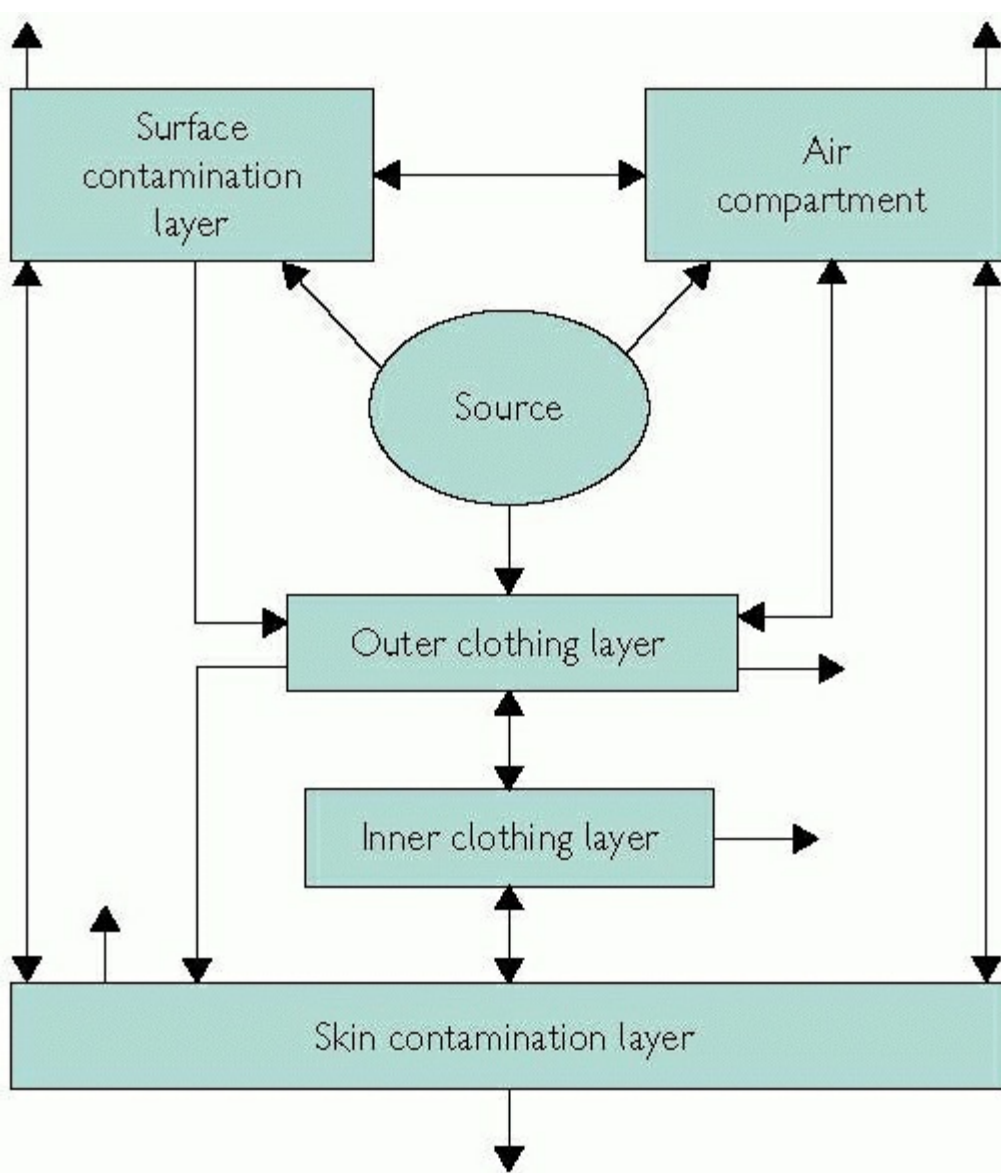 Surface
contamination
layer
Air
compartment
Source
Outer clothing layer
Inner clothing layer
Skin contamination layer